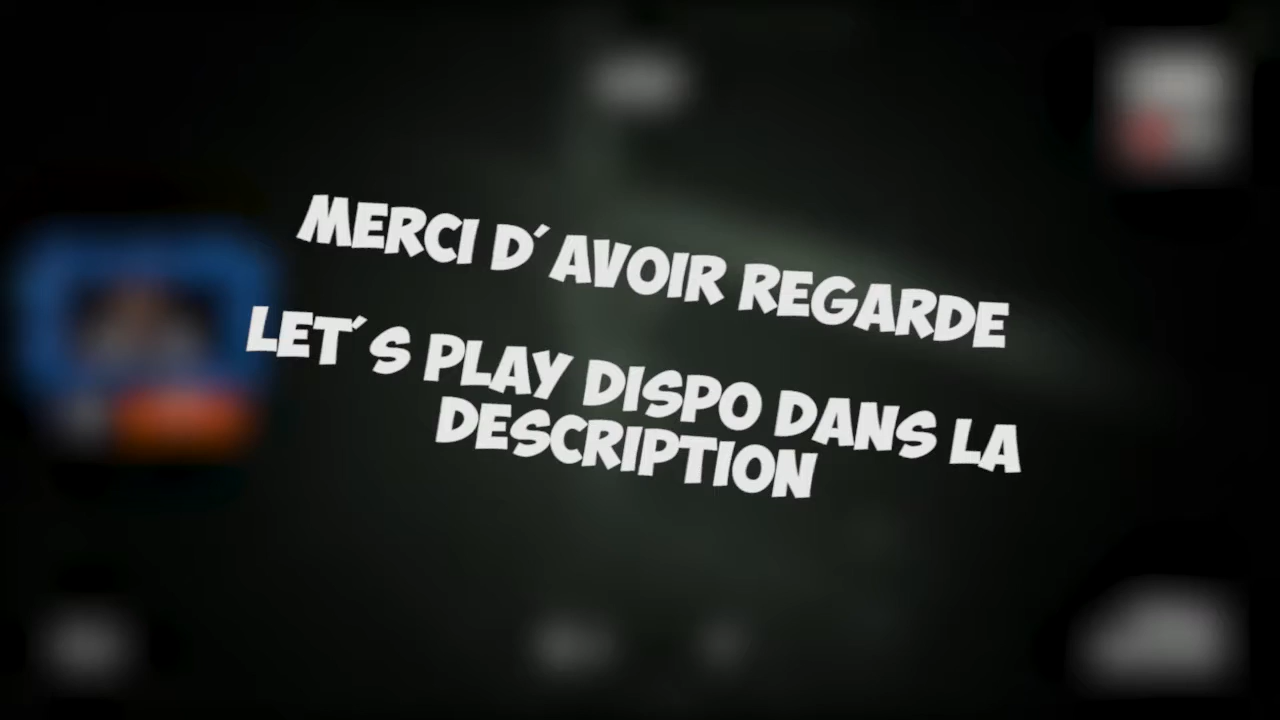 MERCI D'AVOIR REGARDE
LET'S PLAY DISPO DANS LA
DESCRIPTION